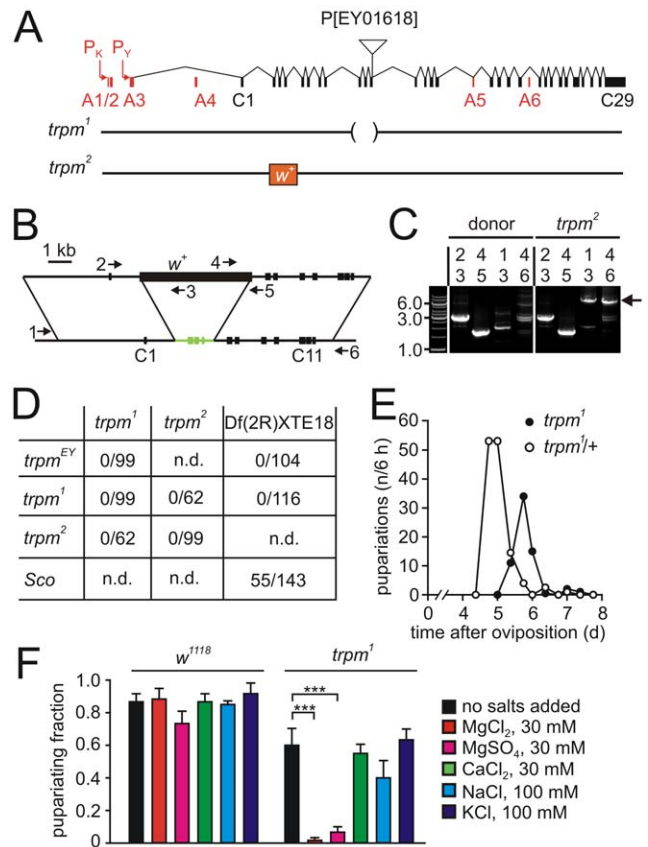 A
P[EY01618]
P_K P_Y
A1/2 A3 A4 C1 A5 A6 C29
trpm¹
( )
trpm²
w⁺
B
1 kb
2 w⁺ 4
3 5
1
C1 C11 6
C
donor trpm²
2 4 1 4 2 4 1 4
3 5 3 6 3 5 3 6
6.0
3.0
1.0
D
trpm¹ trpm² Df(2R)XTE18
trpm^EY 0/99 n.d. 0/104
trpm¹ 0/99 0/62 0/116
trpm² 0/62 0/99 n.d.
Sco n.d. n.d. 55/143
E
60
50
40
30
20
10
0
pupariations (n/6 h)
trpm¹
trpm¹/+
0 4 5 6 7 8
time after oviposition (d)
F
w¹¹¹⁸ trpm¹
1.0
0.8
0.6
0.4
0.2
0
pupariating fraction
***
***
no salts added
MgCl₂, 30 mM
MgSO₄, 30 mM
CaCl₂, 30 mM
NaCl, 100 mM
KCl, 100 mM